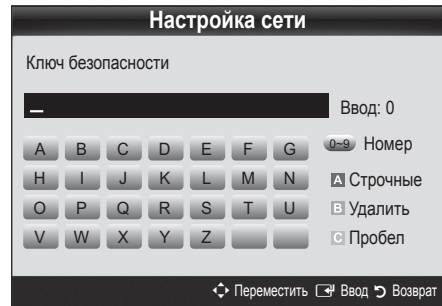 Настройка сети
Ключ безопасности
_ Ввод: 0
A B C D E F G 0~9 Номер
H I J K L M N A Строчные
O P Q R S T U B Удалить
V W X Y Z C Пробел
Переместить Ввод Возврат